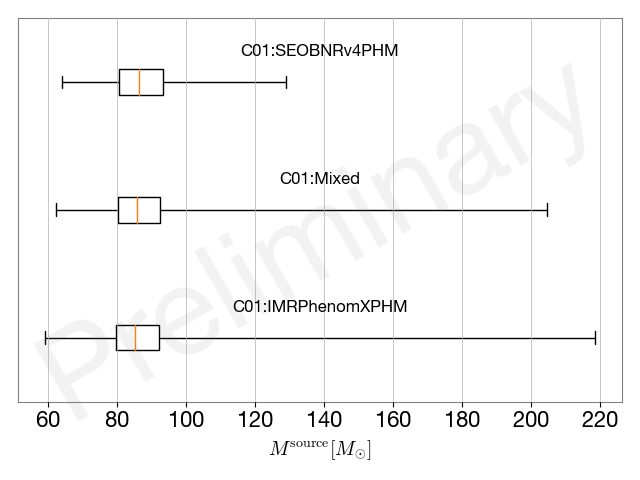 C01:SEOBNRv4PHM
C01:Mixed
C01:IMRPhenomXPHM
Preliminary
60 80 100 120 140 160 180 200 220
M^source [M_⊙]